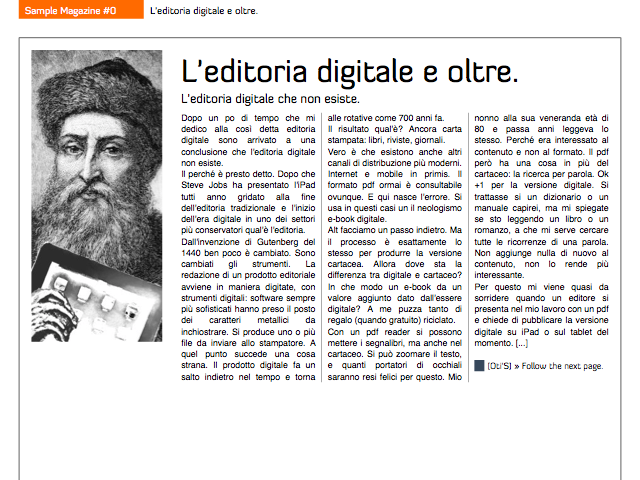 Sample Magazine #0
L'editoria digitale e oltre.
L'editoria digitale e oltre.
L'editoria digitale che non esiste.
Dopo un po di tempo che mi
dedico alla così detta editoria
digitale sono arrivato a una
conclusione che l'editoria digitale
non esiste.
Il perché è presto detto. Dopo che
Steve Jobs ha presentato l'iPad
tutti anno gridato alla fine
dell'editoria tradizionale e l'inizio
dell'era digitale in uno dei settori
più conservatori qual'è l'editoria.
Dall'invenzione di Gutenberg del
1440 ben poco è cambiato. Sono
cambiati gli strumenti. La
redazione di un prodotto editoriale
avviene in maniera digitale, con
strumenti digitali: software sempre
più sofisticati hanno preso il posto
dei caratteri metallici da
inchiostrare. Si produce uno o più
file da inviare allo stampatore. A
quel punto succede una cosa
strana. Il prodotto digitale fa un
salto indietro nel tempo e torna
alle rotative come 700 anni fa.
Il risultato qual'è? Ancora carta
stampata: libri, riviste, giornali.
Vero è che esistono anche altri
canali di distribuzione più moderni.
Internet e mobile in primis. Il
formato pdf ormai è consultabile
ovunque. E qui nasce l'errore. Si
usa in questi casi un il neologismo
e-book digitale.
Alt facciamo un passo indietro. Ma
il processo è esattamente lo
stesso per produrre la versione
cartacea. Allora dove sta la
differenza tra digitale e cartaceo?
In che modo un e-book da un
valore aggiunto dato dall'essere
digitale? A me puzza tanto di
regalo (quando gratuito) riciclato.
Con un pdf reader si possono
mettere i segnalibri, ma anche nel
cartaceo. Si può zoomare il testo,
e quanti portatori di occhiali
saranno resi felici per questo. Mio
nonno alla sua veneranda età di
80 e passa anni leggeva lo
stesso. Perché era interessato al
contenuto e non al formato. Il pdf
però ha una cosa in più del
cartaceo: la ricerca per parola. Ok
+1 per la versione digitale. Si
trattasse si un dizionario o un
manuale capirei, ma mi spiegate
se sto leggendo un libro o un
romanzo, a che mi serve cercare
tutte le ricorrenze di una parola.
Non aggiunge nulla di nuovo al
contenuto, non lo rende più
interessante.
Per questo mi viene quasi da
sorridere quando un editore si
presenta nel mio lavoro con un pdf
e chiede di pubblicare la versione
digitale su iPad o sul tablet del
momento. [...]
[Oti'S] » Follow the next page.